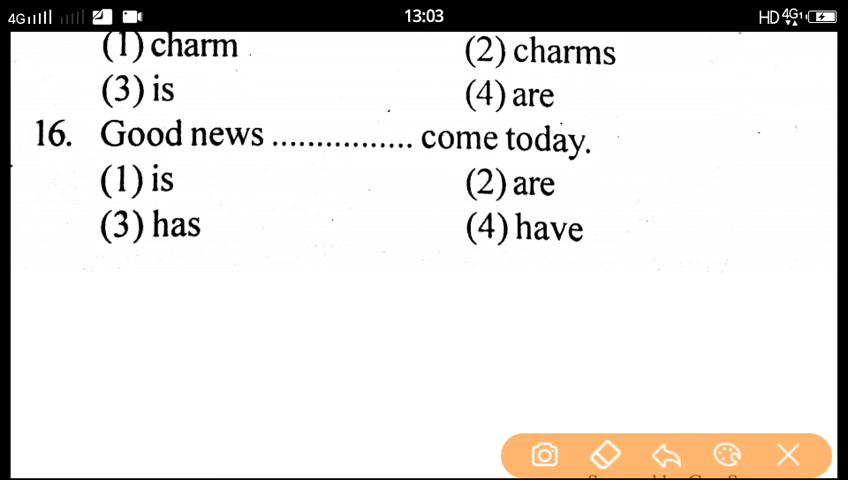 4G 13:03 HD 4G
(1) charm (2) charms
(3) is (4) are
16. Good news ................ come today.
(1) is (2) are
(3) has (4) have